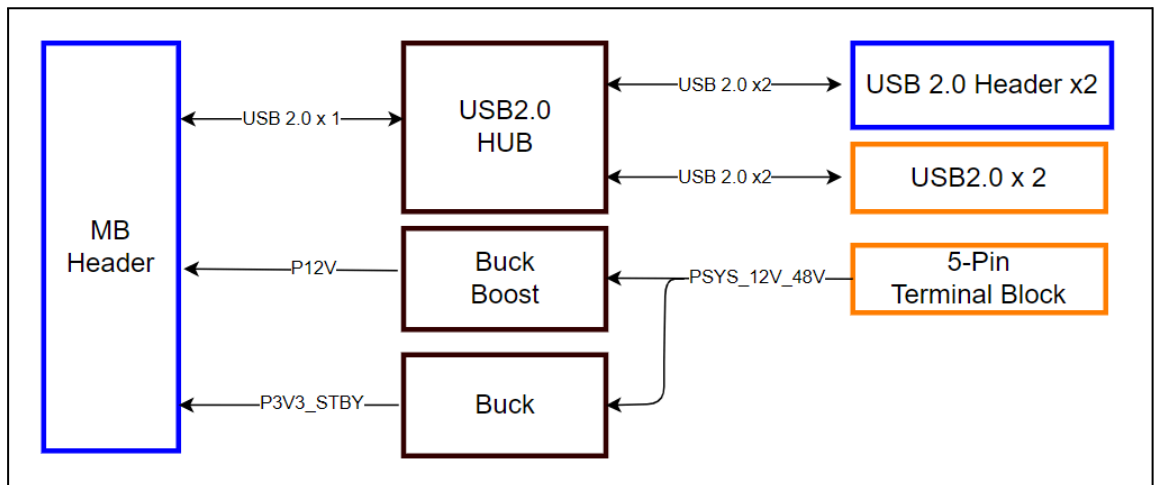 MB
Header
USB 2.0 x 1
USB2.0
HUB
USB 2.0 x2
USB 2.0 Header x2
USB 2.0 x2
USB2.0 x 2
P12V
Buck
Boost
PSYS_12V_48V
5-Pin
Terminal Block
P3V3_STBY
Buck